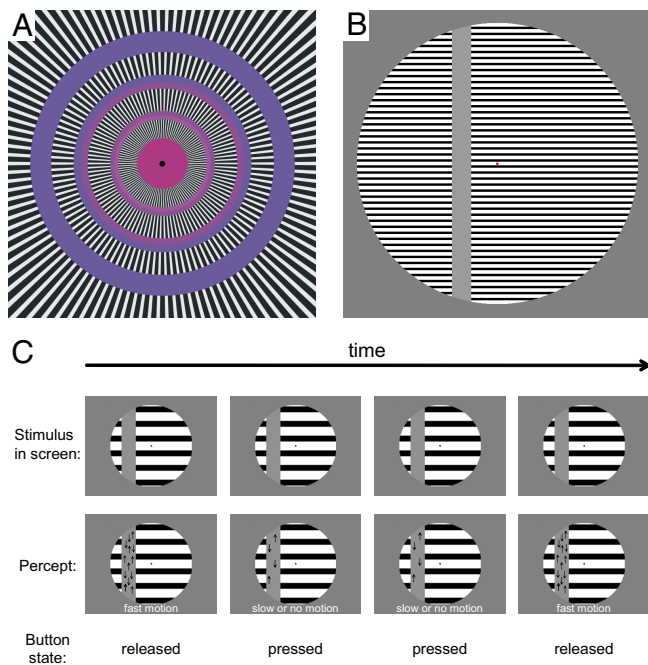 A
B
C
time
Stimulus
in screen:
Percept:
fast motion
slow or no motion
slow or no motion
fast motion
Button
state:
released
pressed
pressed
released